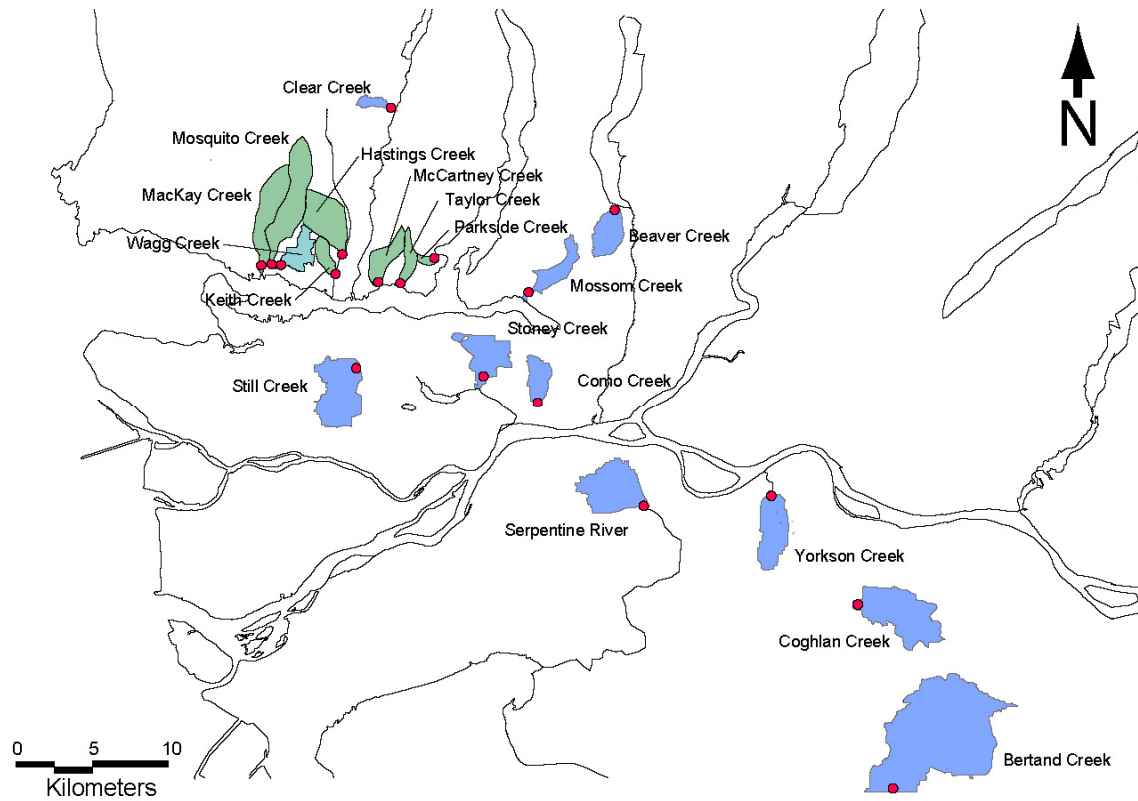 Clear Creek
Mosquito Creek
Hastings Creek
McCartney Creek
MacKay Creek
Taylor Creek
Parkside Creek
Wagg Creek
Beaver Creek
Keith Creek
Mossom Creek
Stoney Creek
Still Creek
Como Creek
Serpentine River
Yorkson Creek
Coghlan Creek
Bertand Creek
N
0 5 10
Kilometers